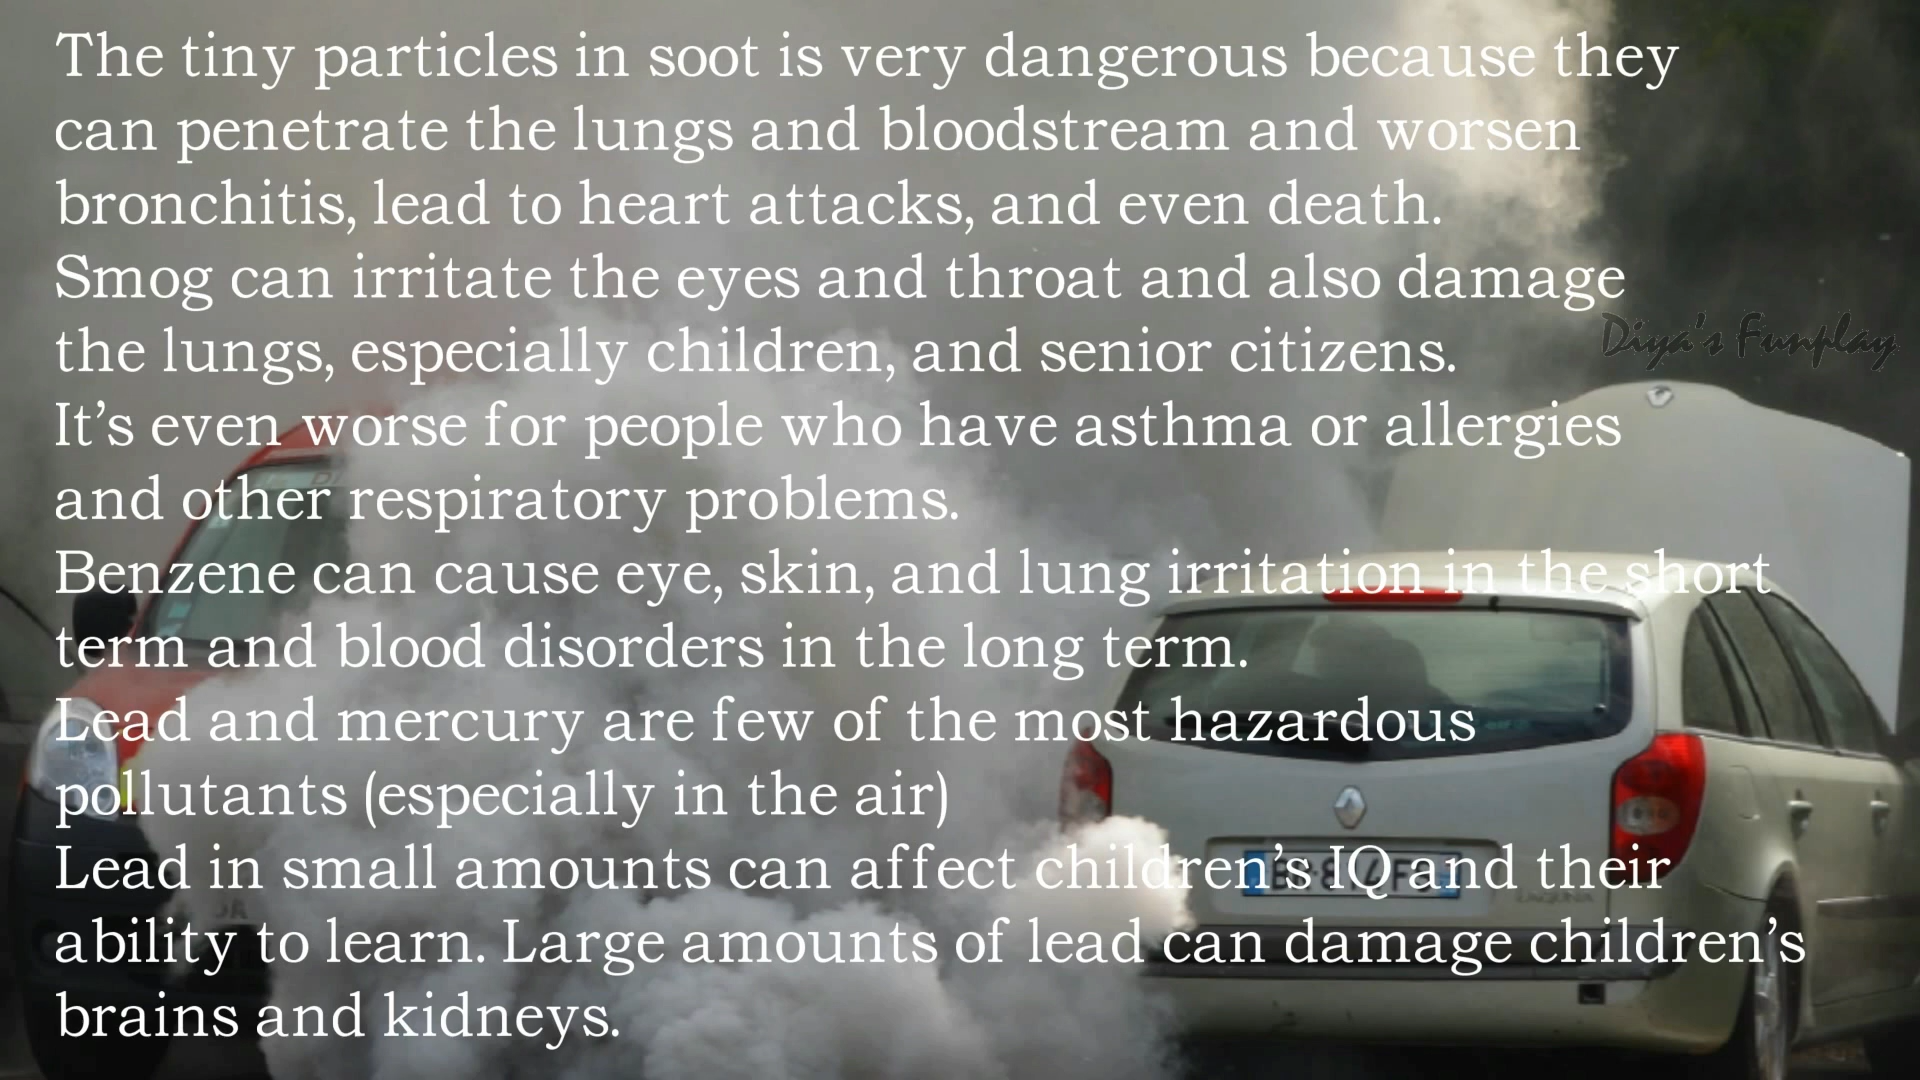 The tiny particles in soot is very dangerous because they
can penetrate the lungs and bloodstream and worsen
bronchitis, lead to heart attacks, and even death.
Smog can irritate the eyes and throat and also damage
the lungs, especially children, and senior citizens.
Diya's Funplay
It’s even worse for people who have asthma or allergies
and other respiratory problems.
Benzene can cause eye, skin, and lung irritation in the short
term and blood disorders in the long term.
Lead and mercury are few of the most hazardous
pollutants (especially in the air)
Lead in small amounts can affect children’s IQ and their
ability to learn. Large amounts of lead can damage children’s
brains and kidneys.